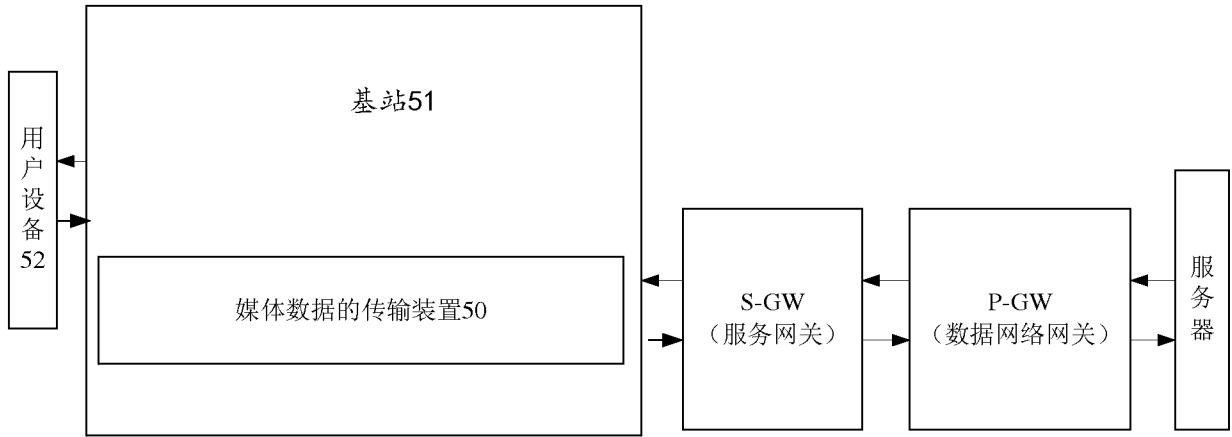 用户设备52
基站51
媒体数据的传输装置50
S-GW
（服务网关）
P-GW
（数据网络网关）
服务器